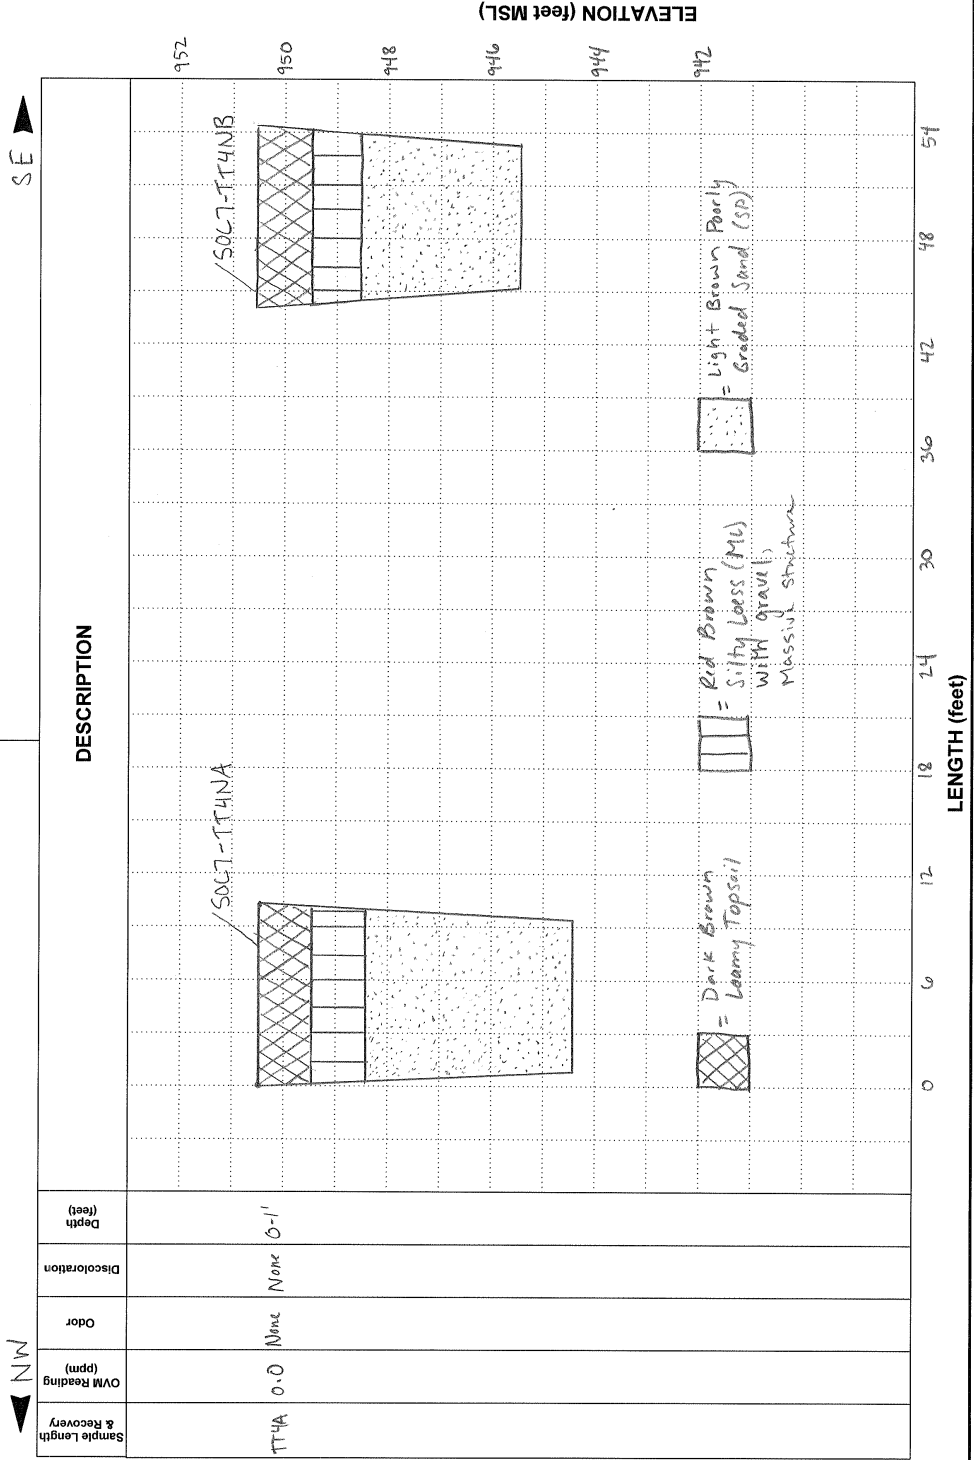 NW
SE
Sample Length
& Recovery
OVM Reading
(ppm)
Odor
Discoloration
Depth
(feet)
DESCRIPTION
TT4A 0.0 None None 0-1'
SOC7-TT4NA
SOC7-TT4NB
952
950
948
946
944
942
ELEVATION (feet MSL)
= Dark Brown
Loamy Topsoil
= Red Brown
Silty Loess (ML)
with gravel,
Massive Structure
= Light Brown Poorly
Graded Sand (SP)
0 6 12 18 24 30 36 42 48 54
LENGTH (feet)